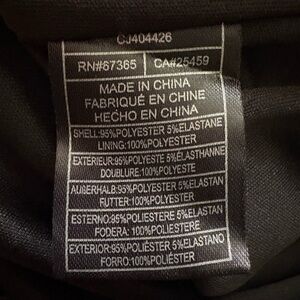 CJ404426
RN#67365 CA#25459
MADE IN CHINA
FABRIQUÉ EN CHINE
HECHO EN CHINA
SHELL:95%POLYESTER 5%ELASTANE
LINING:100%POLYESTER
EXTÉRIEUR:95%POLYESTE 5%ÉLASTHANNE
DOUBLURE:100%POLYESTE
AUßERHALB:95%POLYESTER 5%ELASTAN
FUTTER:100%POLYESTER
ESTERNO:95%POLIESTERE 5%ELASTAN
FODERA:100%POLIESTERE
EXTERIOR:95%POLIÉSTER 5%ELASTANO
FORRO:100%POLIÉSTER